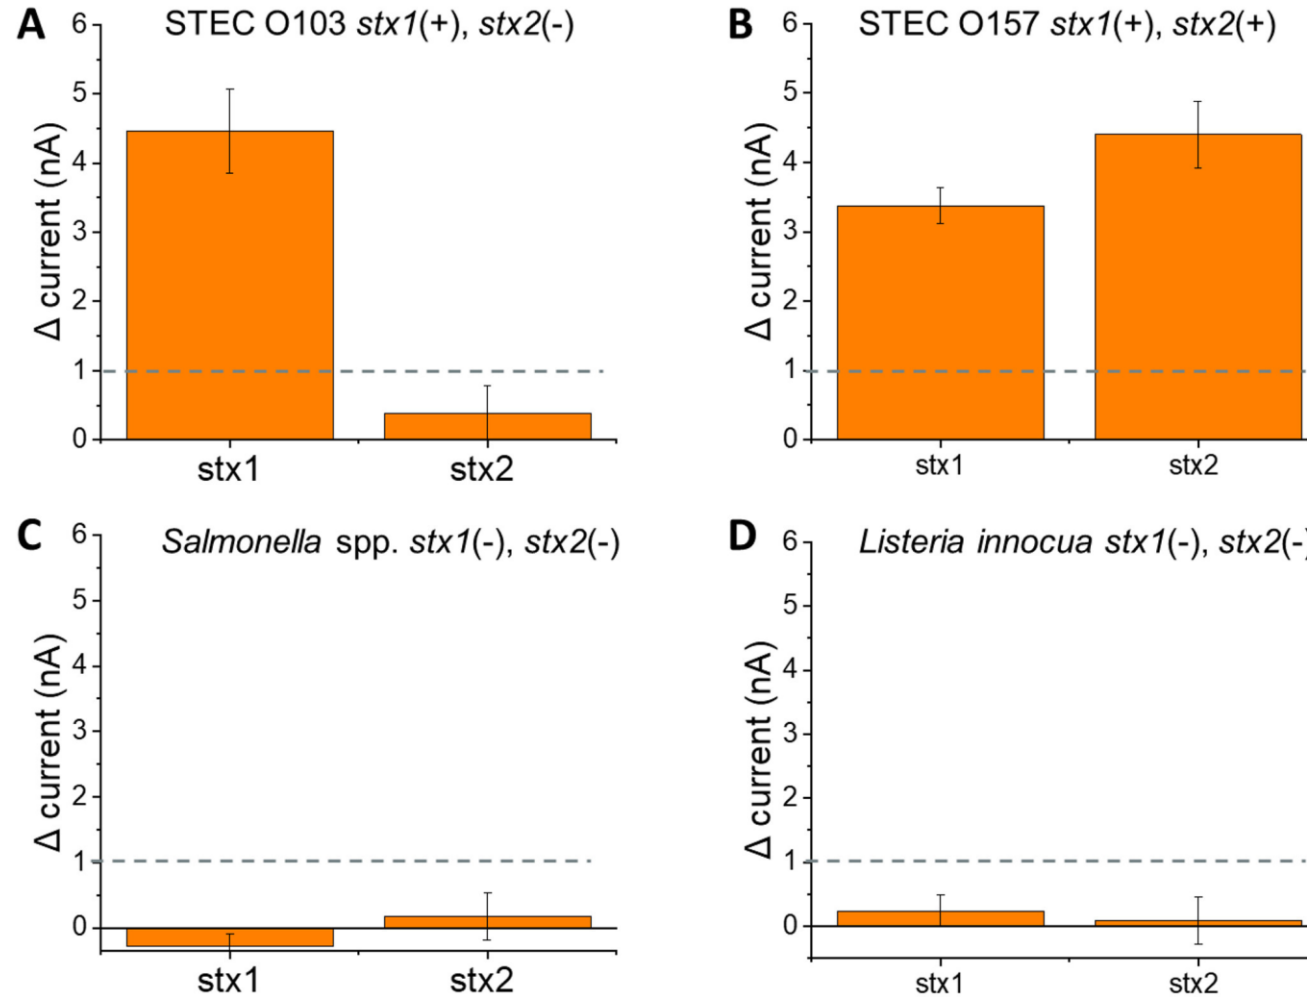 A
STEC O103 stx1(+), stx2(-)
6
5
4
3
2
1
0
Δ current (nA)
stx1
stx2
B
STEC O157 stx1(+), stx2(+)
6
5
4
3
2
1
0
Δ current (nA)
stx1
stx2
C
Salmonella spp. stx1(-), stx2(-)
6
5
4
3
2
1
0
Δ current (nA)
stx1
stx2
D
Listeria innocua stx1(-), stx2(-)
6
5
4
3
2
1
0
Δ current (nA)
stx1
stx2